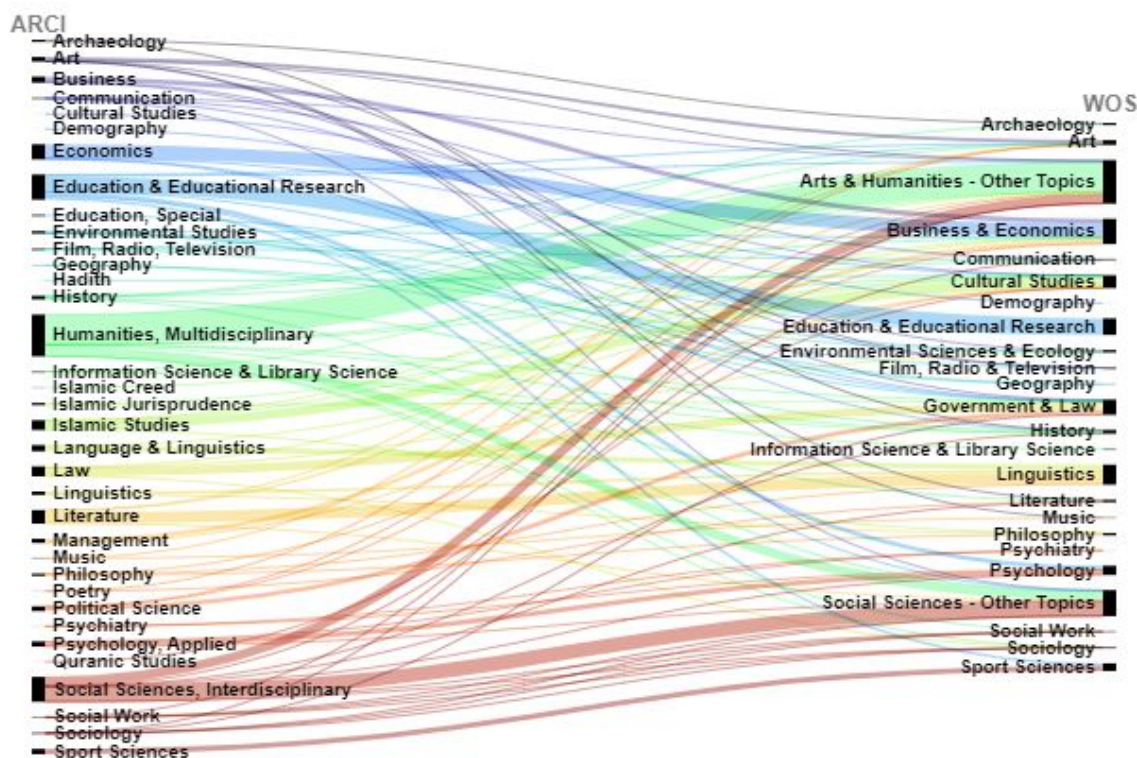 ARCI
Archaeology
Art
Business
Communication
Cultural Studies
Demography
Economics
Education & Educational Research
Education, Special
Environmental Studies
Film, Radio, Television
Geography
Hadith
History
Humanities, Multidisciplinary
Information Science & Library Science
Islamic Creed
Islamic Jurisprudence
Islamic Studies
Language & Linguistics
Law
Linguistics
Literature
Management
Music
Philosophy
Poetry
Political Science
Psychiatry
Psychology, Applied
Quranic Studies
Social Sciences, Interdisciplinary
Social Work
Sociology
Sport Sciences
WOS
Archaeology
Art
Arts & Humanities - Other Topics
Business & Economics
Communication
Cultural Studies
Demography
Education & Educational Research
Environmental Sciences & Ecology
Film, Radio & Television
Geography
Government & Law
History
Information Science & Library Science
Linguistics
Literature
Music
Philosophy
Psychiatry
Psychology
Social Sciences - Other Topics
Social Work
Sociology
Sport Sciences